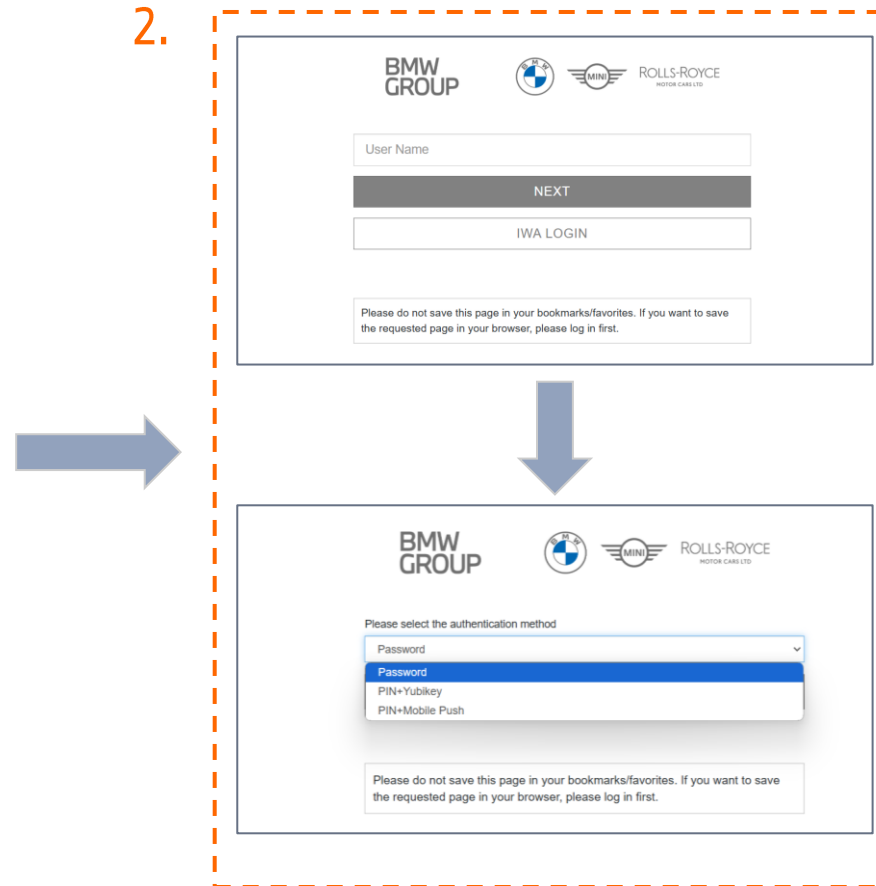 2.
BMW
GROUP
BMW
MINI
ROLLS-ROYCE
MOTOR CARS LTD
User Name
NEXT
IWA LOGIN
Please do not save this page in your bookmarks/favorites. If you want to save
the requested page in your browser, please log in first.
BMW
GROUP
BMW
MINI
ROLLS-ROYCE
MOTOR CARS LTD
Please select the authentication method
Password
Password
PIN+Yubikey
PIN+Mobile Push
Please do not save this page in your bookmarks/favorites. If you want to save
the requested page in your browser, please log in first.